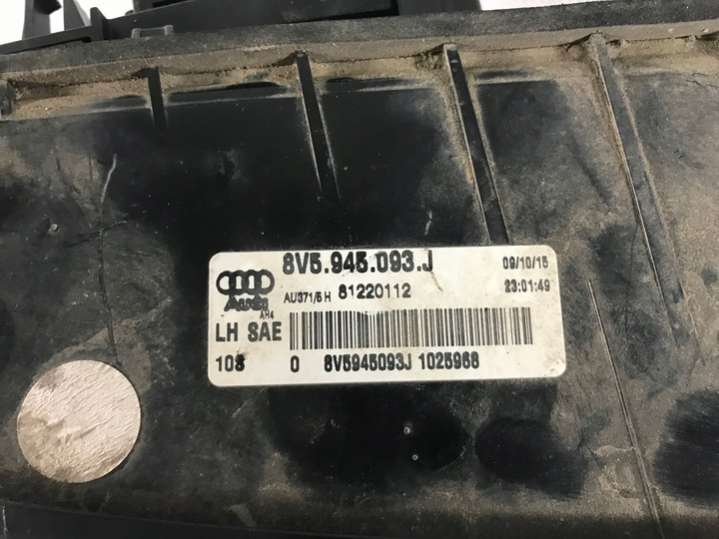 8V5.945.093.J 09/10/15
Audi AU371/5 H 81220112 23:01:49
AH4
LH SAE
108 0 8V5945093J 1025968